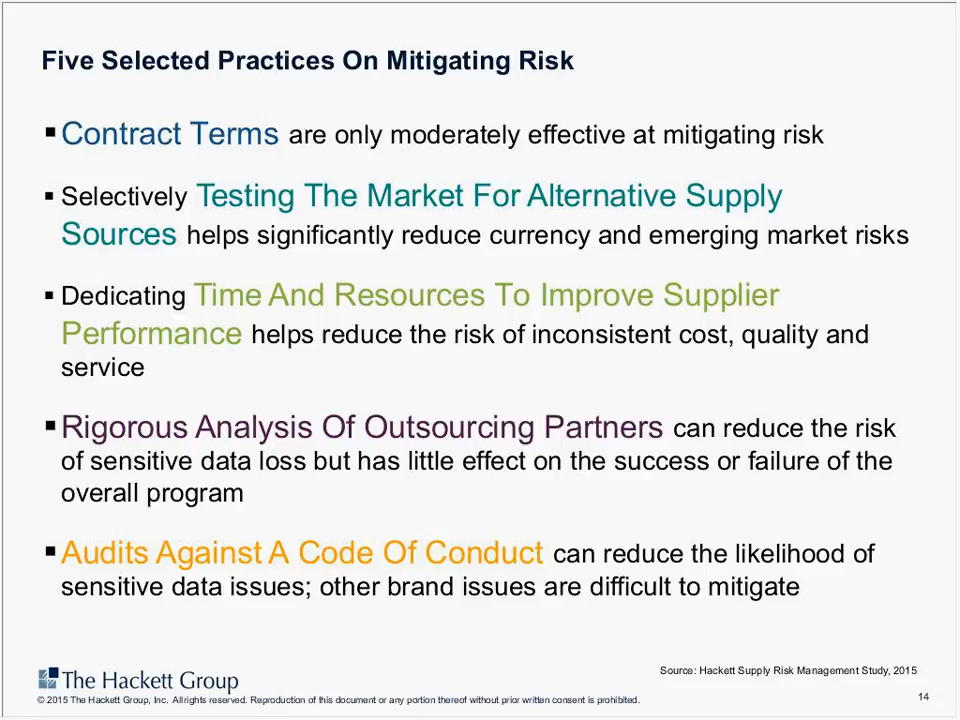 Five Selected Practices On Mitigating Risk
▪ Contract Terms are only moderately effective at mitigating risk
▪ Selectively Testing The Market For Alternative Supply
Sources helps significantly reduce currency and emerging market risks
▪ Dedicating Time And Resources To Improve Supplier
Performance helps reduce the risk of inconsistent cost, quality and
service
▪ Rigorous Analysis Of Outsourcing Partners can reduce the risk
of sensitive data loss but has little effect on the success or failure of the
overall program
▪ Audits Against A Code Of Conduct can reduce the likelihood of
sensitive data issues; other brand issues are difficult to mitigate
Source: Hackett Supply Risk Management Study, 2015
The Hackett Group
© 2015 The Hackett Group, Inc. All rights reserved. Reproduction of this document or any portion thereof without prior written consent is prohibited.
14